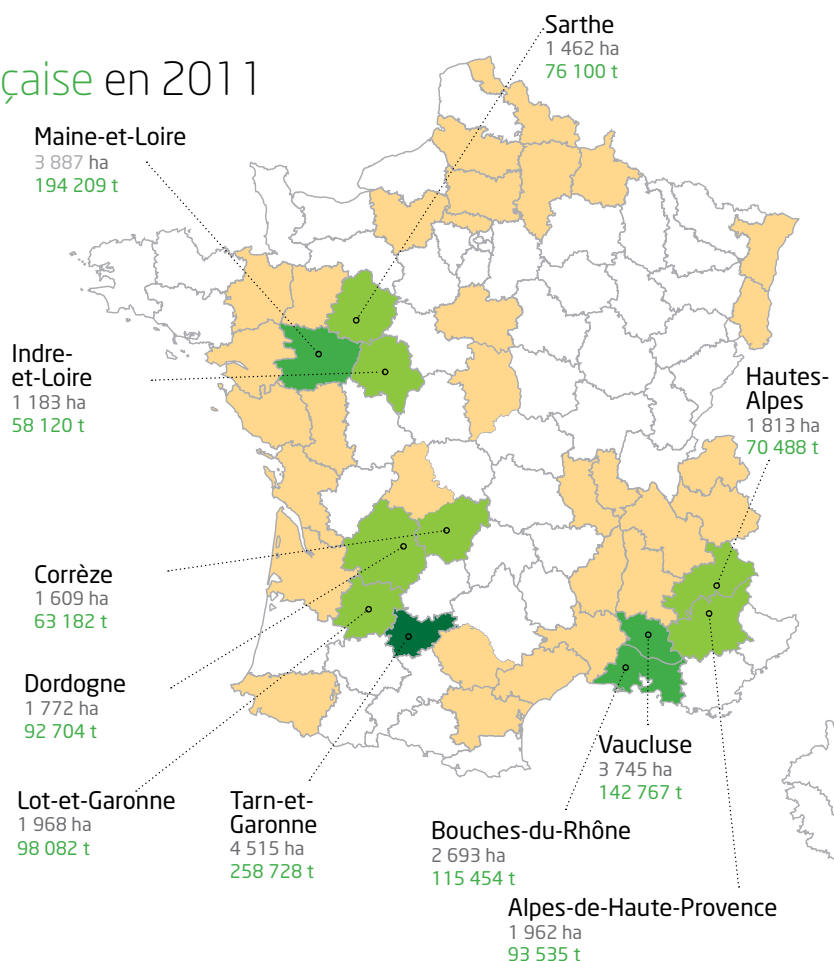 çaise en 2011
Sarthe
1 462 ha
76 100 t
Maine-et-Loire
3 887 ha
194 209 t
Indre-
et-Loire
1 183 ha
58 120 t
Hautes-
Alpes
1 813 ha
70 488 t
Corrèze
1 609 ha
63 182 t
Dordogne
1 772 ha
92 704 t
Lot-et-Garonne
1 968 ha
98 082 t
Tarn-et-
Garonne
4 515 ha
258 728 t
Vaucluse
3 745 ha
142 767 t
Bouches-du-Rhône
2 693 ha
115 454 t
Alpes-de-Haute-Provence
1 962 ha
93 535 t